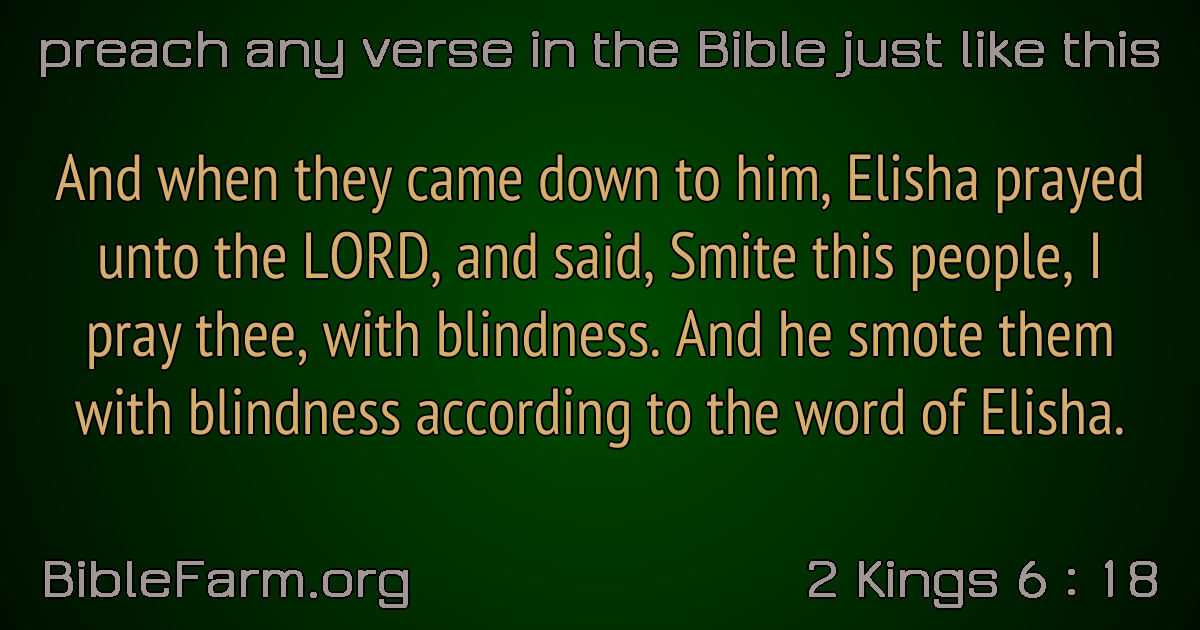 preach any verse in the Bible just like this
And when they came down to him, Elisha prayed
unto the LORD, and said, Smite this people, I
pray thee, with blindness. And he smote them
with blindness according to the word of Elisha.
BibleFarm.org
2 Kings 6 : 18